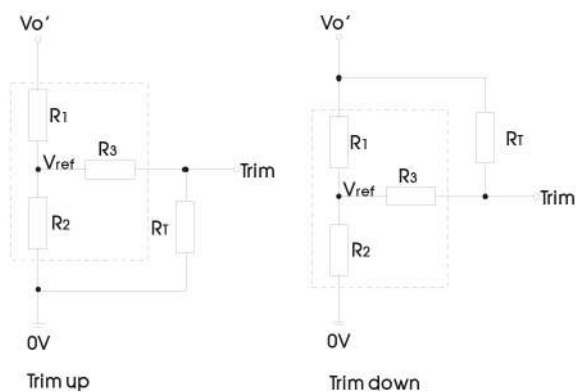 Vo′
R1
Vref
R3
Trim
R2
RT
0V
Trim up
Vo′
R1
RT
Vref
R3
Trim
R2
0V
Trim down